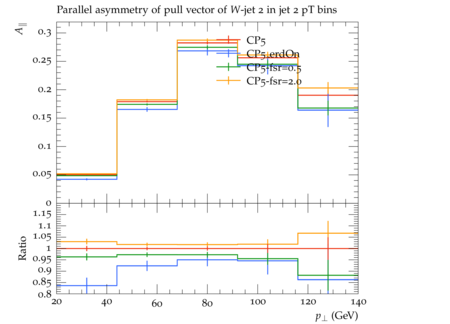 Parallel asymmetry of pull vector of W-jet 2 in jet 2 pT bins
A∥
0.3
0.25
0.2
0.15
0.1
0.05
0
CP5
CP5-erdOn
CP5-fsr=0.5
CP5-fsr=2.0
Ratio
1.15
1.1
1.05
1
0.95
0.9
0.85
0.8
20 40 60 80 100 120 140
p⊥ (GeV)